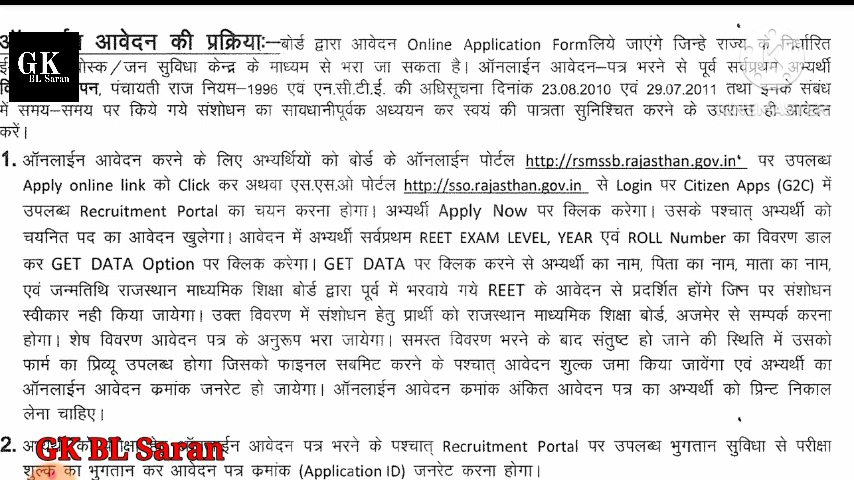 GK
BL Saran
आवेदन की प्रक्रियाः–बोर्ड द्वारा आवेदन Online Application Formलिये जाएंगे जिन्हे राज्य के निर्धारित
/ जन सुविधा केन्द्र के माध्यम से भरा जा सकता है। ऑनलाईन आवेदन–पत्र भरने से पूर्व सर्वप्रथम अभ्यर्थी
पंचायती राज नियम–1996 एवं एन.सी.टी.ई. की अधिसूचना दिनांक 23.08.2010 एवं 29.07.2011 तथा इनके संबंध
में समय–समय पर किये गये संशोधन का सावधानीपूर्वक अध्ययन कर स्वयं की पात्रता सुनिश्चित करने के उपरान्त ही आवेदन
करें।
1. ऑनलाईन आवेदन करने के लिए अभ्यर्थियों को बोर्ड के ऑनलाईन पोर्टल http://rsmssb.rajasthan.gov.in पर उपलब्ध
Apply online link को Click कर अथवा एस.एस.ओ पोर्टल http://sso.rajasthan.gov.in से Login पर Citizen Apps (G2C) में
उपलब्ध Recruitment Portal का चयन करना होगा। अभ्यर्थी Apply Now पर क्लिक करेगा। उसके पश्चात् अभ्यर्थी को
चयनित पद का आवेदन खुलेगा। आवेदन में अभ्यर्थी सर्वप्रथम REET EXAM LEVEL, YEAR एवं ROLL Number का विवरण डाल
कर GET DATA Option पर क्लिक करेगा। GET DATA पर क्लिक करने से अभ्यर्थी का नाम, पिता का नाम, माता का नाम,
एवं जन्मतिथि राजस्थान माध्यमिक शिक्षा बोर्ड द्वारा पूर्व में भरवाये गये REET के आवेदन से प्रदर्शित होंगे जिन पर संशोधन
स्वीकार नही किया जायेगा। उक्त विवरण में संशोधन हेतु प्रार्थी को राजस्थान माध्यमिक शिक्षा बोर्ड, अजमेर से सम्पर्क करना
होगा। शेष विवरण आवेदन पत्र के अनुरूप भरा जायेगा। समस्त विवरण भरने के बाद संतुष्ट हो जाने की स्थिति में उसको
फार्म का प्रिव्यू उपलब्ध होगा जिसको फाइनल सबमिट करने के पश्चात् आवेदन शुल्क जमा किया जावेंगा एवं अभ्यर्थी का
ऑनलाईन आवेदन क्रमांक जनरेट हो जायेगा। ऑनलाईन आवेदन क्रमांक अंकित आवेदन पत्र का अभ्यर्थी को प्रिन्ट निकाल
लेना चाहिए।
2. ऑनलाईन आवेदन पत्र भरने के पश्चात् Recruitment Portal पर उपलब्ध भुगतान सुविधा से परीक्षा
GK BL Saran
शुल्क का भुगतान कर आवेदन पत्र क्रमांक (Application ID) जनरेट करना होगा।